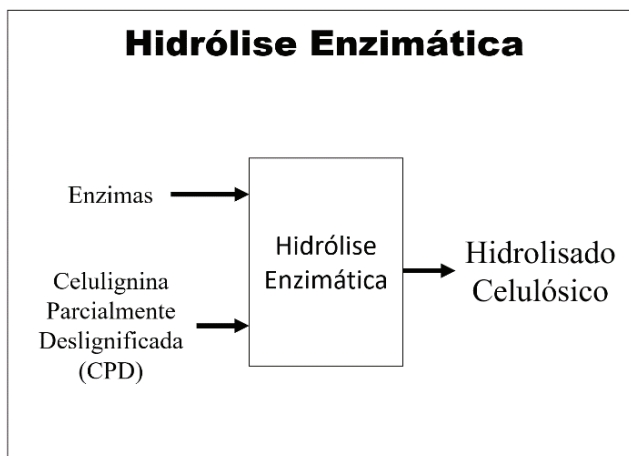 Hidrólise Enzimática
Enzimas
Celulignina
Parcialmente
Deslignificada
(CPD)
Hidrólise
Enzimática
Hidrolisado
Celulósico